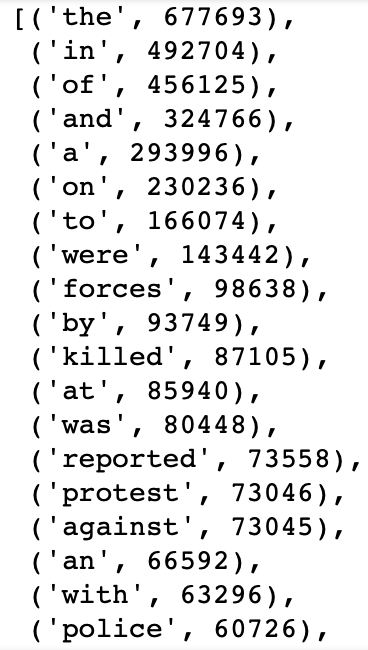 [('the', 677693),
('in', 492704),
('of', 456125),
('and', 324766),
('a', 293996),
('on', 230236),
('to', 166074),
('were', 143442),
('forces', 98638),
('by', 93749),
('killed', 87105),
('at', 85940),
('was', 80448),
('reported', 73558),
('protest', 73046),
('against', 73045),
('an', 66592),
('with', 63296),
('police', 60726),